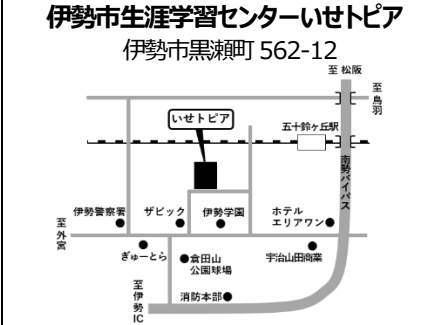 伊勢市生涯学習センターいせトピア
伊勢市黒瀬町 562-12
至 松阪
至鳥羽
いせトピア
五十鈴ヶ丘駅
南勢バイパス
伊勢警察署
ザビック
伊勢学園
ホテル
エリアワン
至外宮
ぎゅーとら
倉田山
公園球場
宇治山田商業
至伊勢IC
消防本部